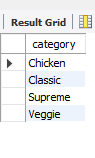 Result Grid
category
Chicken
Classic
Supreme
Veggie